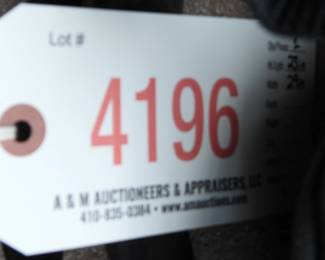 Lot #
4196
A & M AUCTIONEERS & APPRAISERS, LLC
410-835-0384 • www.amauctions.com